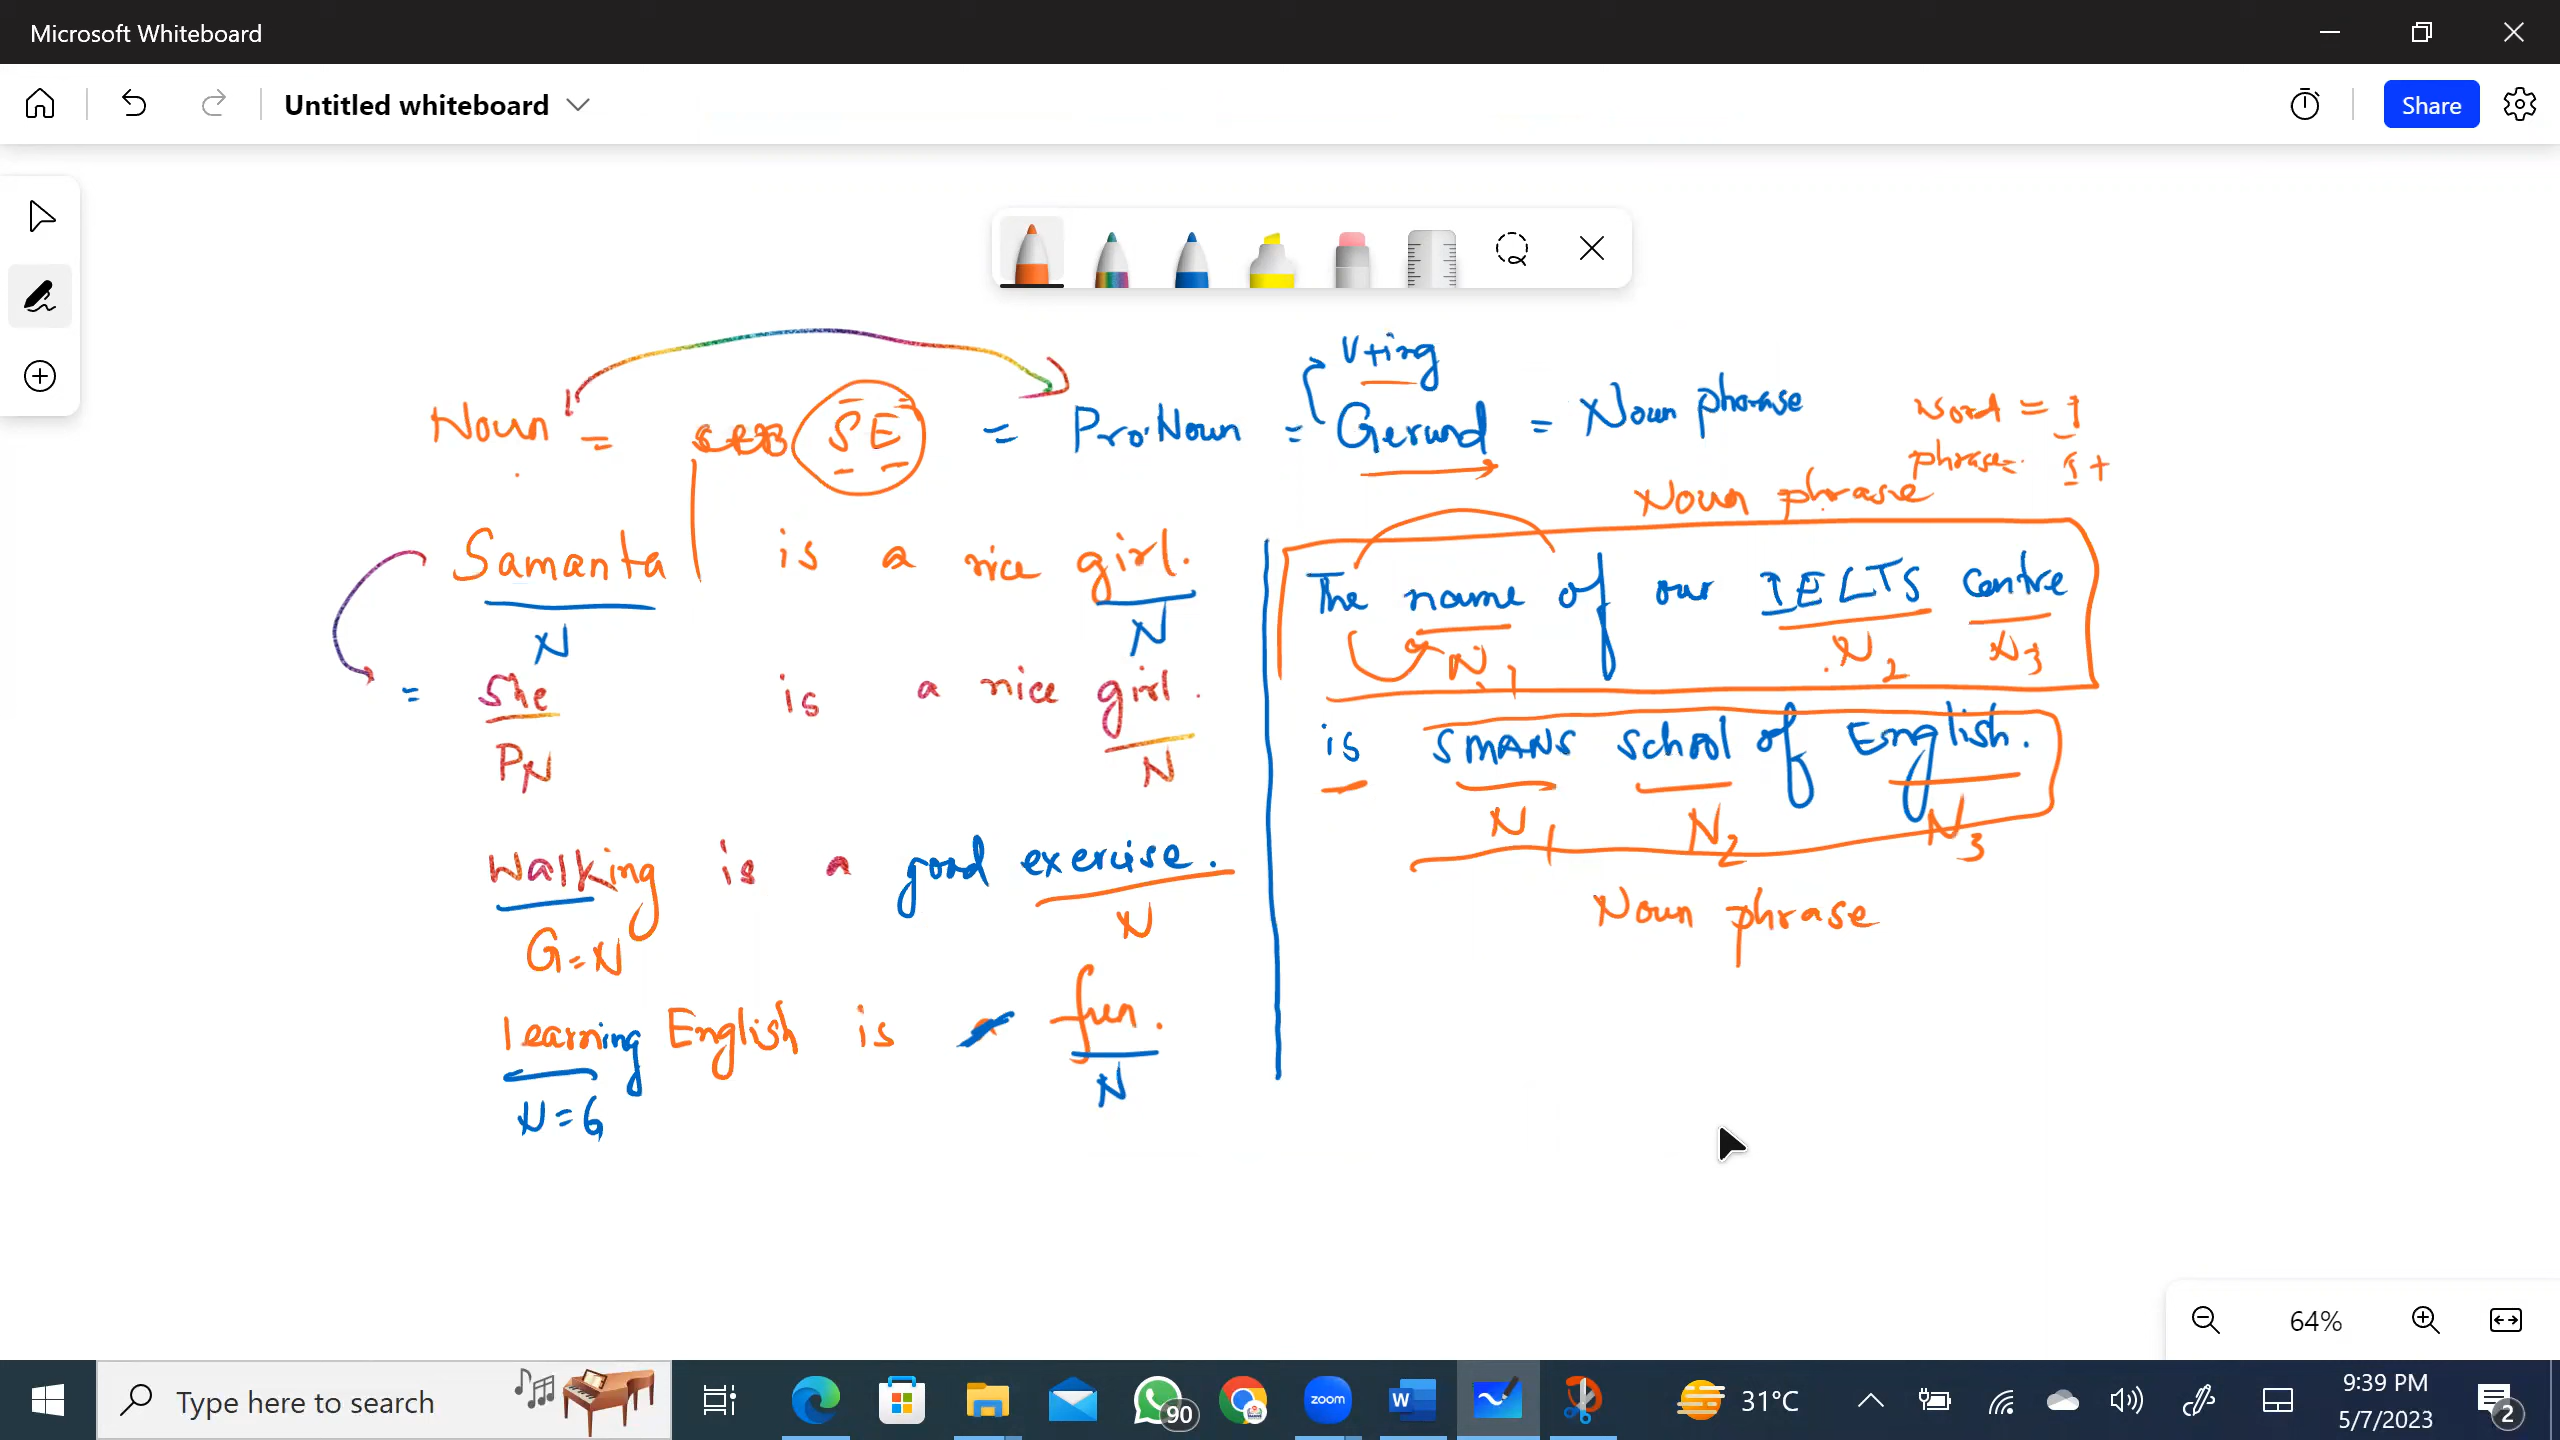 Microsoft Whiteboard
Untitled whiteboard
Share
V+ing
Noun = SE = Pro.Noun = Gerund = Noun phrase
word = 1
phrase = 1+
Noun phrase
Samanta is a nice girl.
N N
= She is a nice girl.
PN N
Walking is a good exercise.
G=N N
learning English is fun.
N=G N
The name of our IELTS Centre
N1 N2 N3
is SMANS School of English.
N1 N2 N3
Noun phrase
64%
Type here to search
90
zoom
W
31°C
9:39 PM
5/7/2023
2